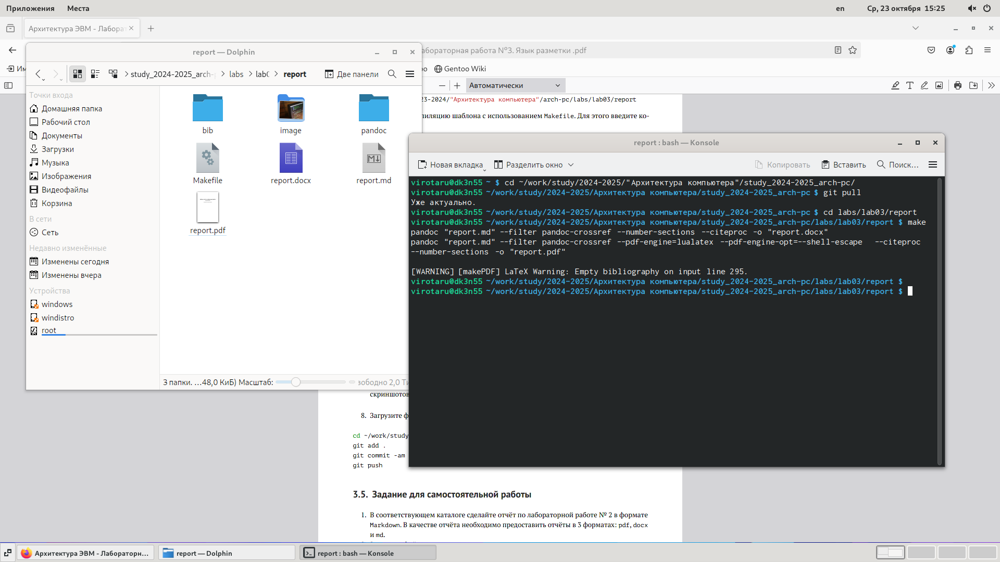 Приложения Места en Ср, 23 октября 15:25
Архитектура ЭВМ - Лаборат
report — Dolphin
абораторная работа №3. Язык разметки .pdf
Gentoo Wiki
study_2024-2025_arch- labs report Две панели
Автоматически
Точки входа
Домашняя папка
Рабочий стол
Документы
Загрузки
Музыка
Изображения
Видеофайлы
Корзина
В сети
Сеть
Недавно изменённые
Изменены сегодня
Изменены вчера
Устройства
windows
windistro
root
bib image pandoc
Makefile report.docx report.md
report.pdf
3 папки. …48,0 КиБ) Масштаб: вободно 2,0 Ти
23-2024/"Архитектура компьютера"/arch-pc/labs/lab03/report
пиляцию шаблона с использованием Makefile. Для этого введите ко-
report : bash — Konsole
Новая вкладка Разделить окно Копировать Вставить Поиск...
virotaru@dk3n55 ~ $ cd ~/work/study/2024-2025/"Архитектура компьютера"/study_2024-2025_arch-pc/
virotaru@dk3n55 ~/work/study/2024-2025/Архитектура компьютера/study_2024-2025_arch-pc $ git pull
Уже актуально.
virotaru@dk3n55 ~/work/study/2024-2025/Архитектура компьютера/study_2024-2025_arch-pc $ cd labs/lab03/report
virotaru@dk3n55 ~/work/study/2024-2025/Архитектура компьютера/study_2024-2025_arch-pc/labs/lab03/report $ make
pandoc "report.md" --filter pandoc-crossref --number-sections --citeproc -o "report.docx"
pandoc "report.md" --filter pandoc-crossref --pdf-engine=lualatex --pdf-engine-opt=--shell-escape --citeproc
--number-sections -o "report.pdf"
[WARNING] [makePDF] LaTeX Warning: Empty bibliography on input line 295.
virotaru@dk3n55 ~/work/study/2024-2025/Архитектура компьютера/study_2024-2025_arch-pc/labs/lab03/report $
virotaru@dk3n55 ~/work/study/2024-2025/Архитектура компьютера/study_2024-2025_arch-pc/labs/lab03/report $
скриншотов
8. Загрузите ф
cd ~/work/study
git add .
git commit -am
git push
3.5. Задание для самостоятельной работы
1. В соответствующем каталоге сделайте отчёт по лабораторной работе № 2 в формате
Markdown. В качестве отчёта необходимо предоставить отчёты в 3 форматах: pdf, docx
и md.
Архитектура ЭВМ - Лабораторн... report — Dolphin report : bash — Konsole